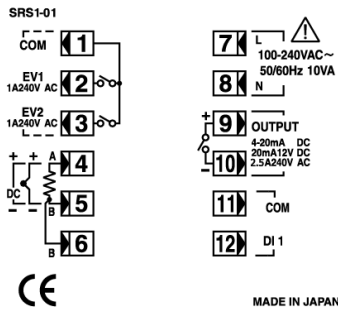 SRS1-01
COM 1
EV1
1A240V AC 2
EV2
1A240V AC 3
+ + A 4
DC
- - B 5
B 6
7 L
100-240VAC~
50/60Hz 10VA
8 N
+ 9 OUTPUT
4-20mA DC
20mA12V DC
- 10 2.5A240V AC
11 COM
12 DI 1
CE
MADE IN JAPAN